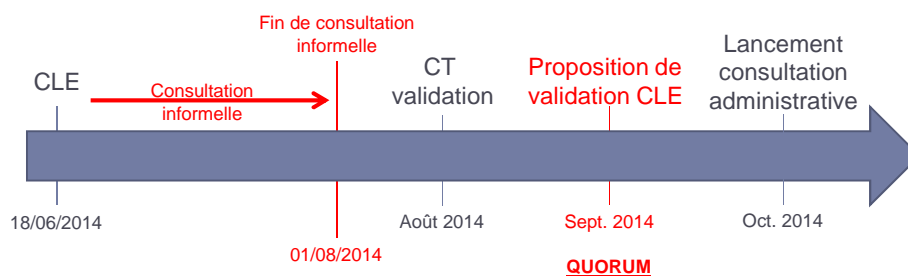 Fin de consultation
informelle
CLE
Consultation
informelle
CT
validation
Proposition de
validation CLE
Lancement
consultation
administrative
18/06/2014
01/08/2014
Août 2014
Sept. 2014
QUORUM
Oct. 2014